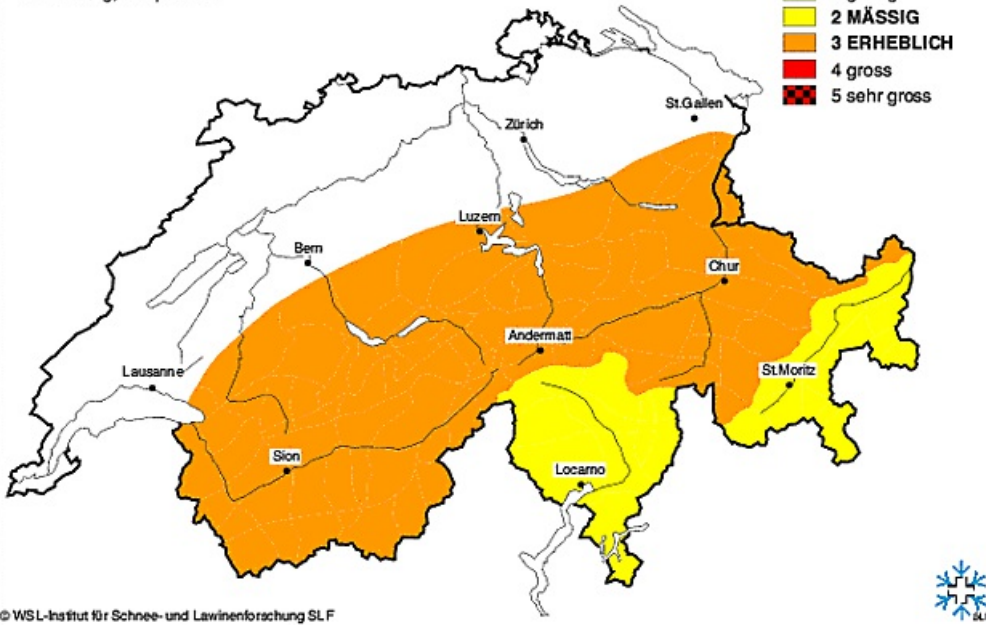 2 MÄSSIG
3 ERHEBLICH
4 gross
5 sehr gross
St.Gallen
Zürich
Luzern
Bern
Chur
Andermatt
Lausanne
St.Moritz
Sion
Locarno
© WSL-Institut für Schnee- und Lawinenforschung SLF